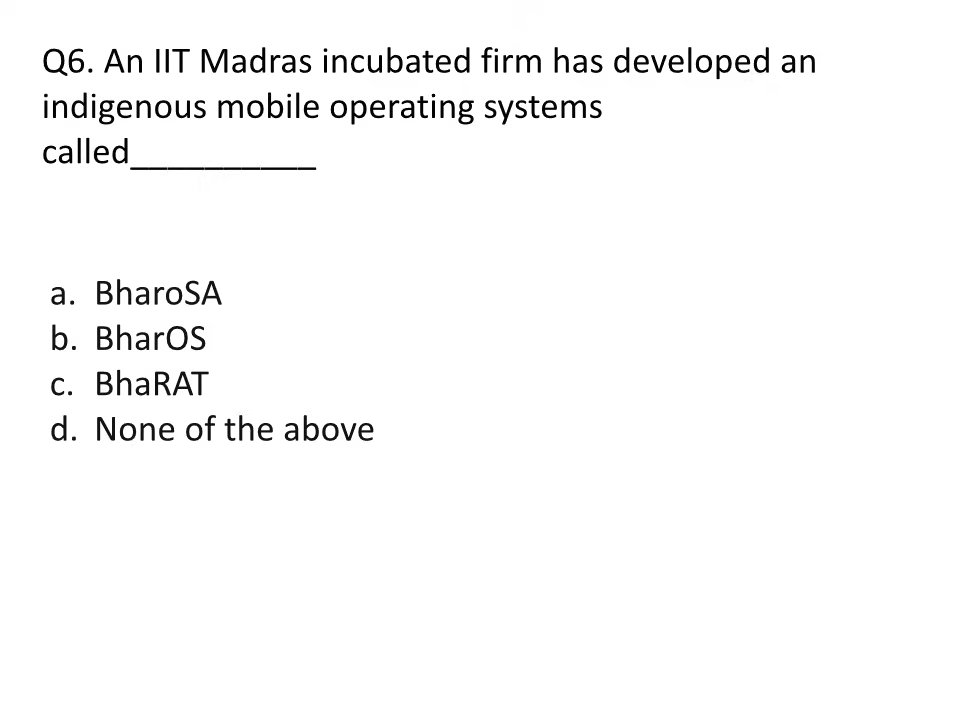 Q6. An IIT Madras incubated firm has developed an
indigenous mobile operating systems
called__________
a. BharoSA
b. BharOS
c. BhaRAT
d. None of the above